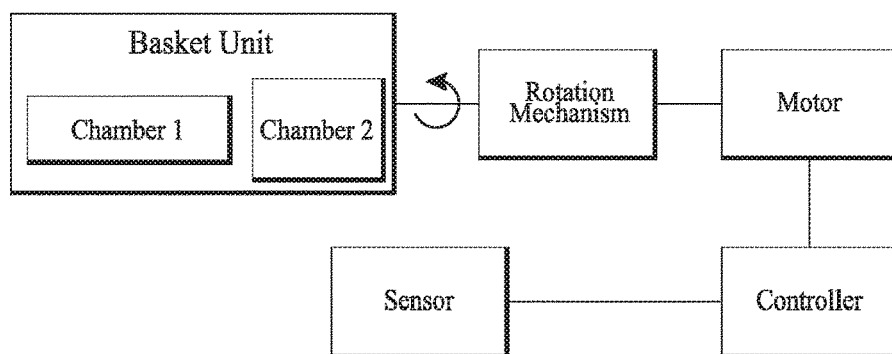 Basket Unit
Chamber 1
Chamber 2
Rotation
Mechanism
Motor
Sensor
Controller